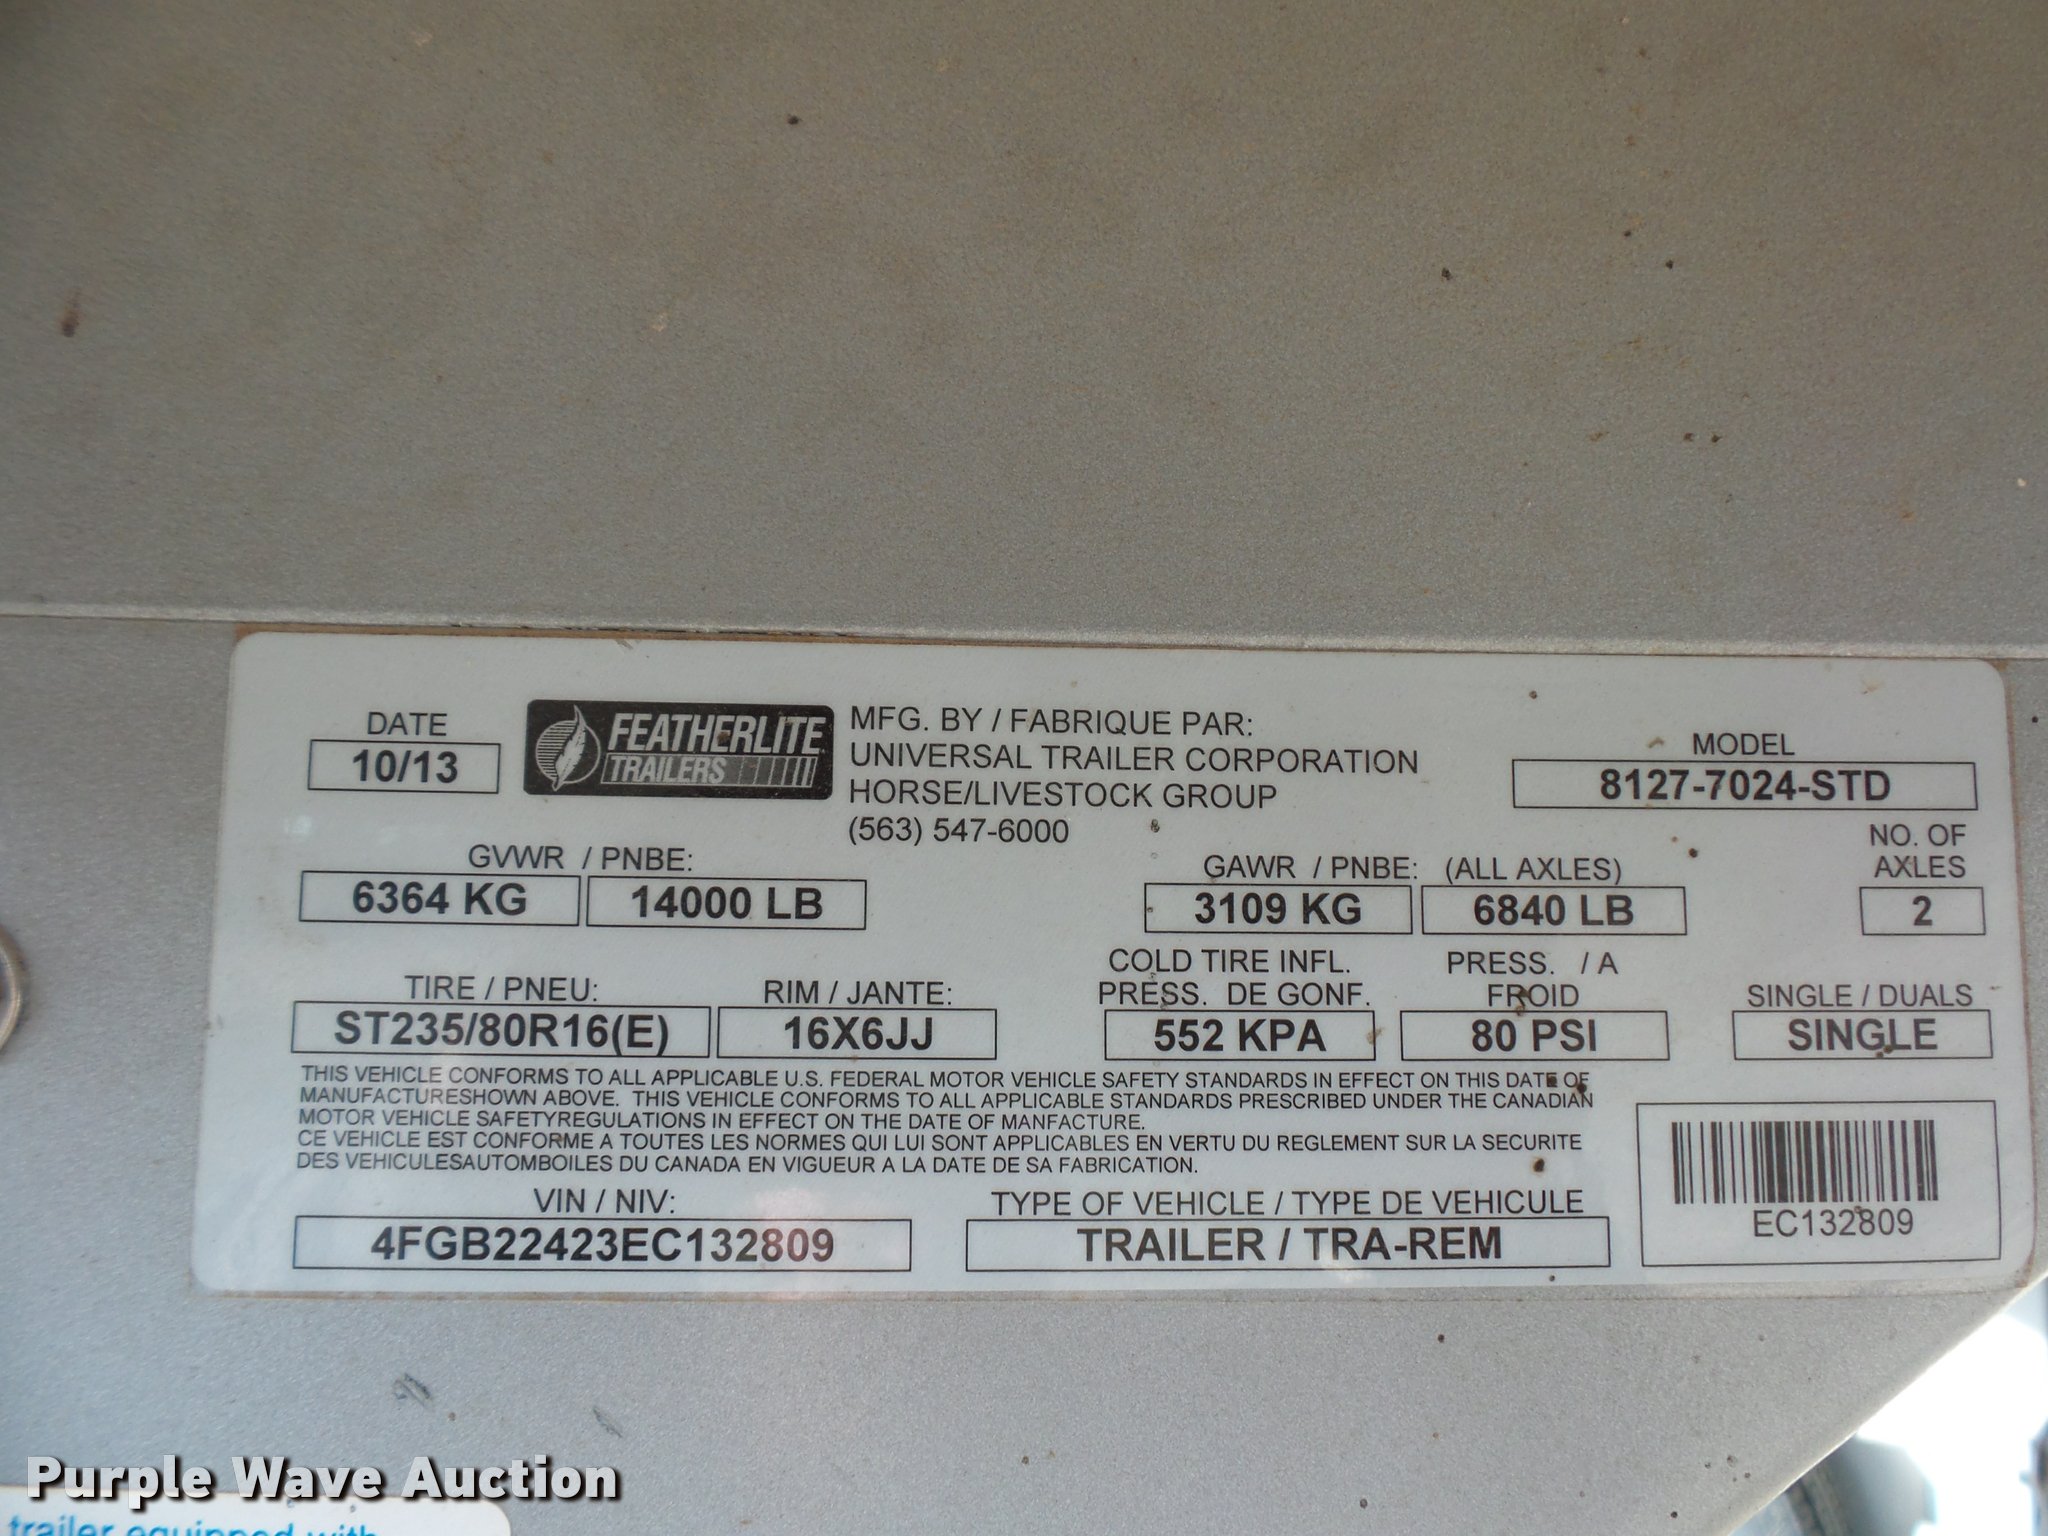 DATE
10/13
FEATHERLITE
TRAILERS
MFG. BY / FABRIQUE PAR:
UNIVERSAL TRAILER CORPORATION
HORSE/LIVESTOCK GROUP
(563) 547-6000
MODEL
8127-7024-STD
GVWR / PNBE:
6364 KG 14000 LB
GAWR / PNBE: (ALL AXLES)
3109 KG 6840 LB
NO. OF
AXLES
2
TIRE / PNEU:
ST235/80R16(E)
RIM / JANTE:
16X6JJ
COLD TIRE INFL. PRESS. / A
PRESS. DE GONF. FROID
552 KPA 80 PSI
SINGLE / DUALS
SINGLE
THIS VEHICLE CONFORMS TO ALL APPLICABLE U.S. FEDERAL MOTOR VEHICLE SAFETY STANDARDS IN EFFECT ON THIS DATE OF
MANUFACTURESHOWN ABOVE. THIS VEHICLE CONFORMS TO ALL APPLICABLE STANDARDS PRESCRIBED UNDER THE CANADIAN
MOTOR VEHICLE SAFETYREGULATIONS IN EFFECT ON THE DATE OF MANFACTURE.
CE VEHICLE EST CONFORME A TOUTES LES NORMES QUI LUI SONT APPLICABLES EN VERTU DU REGLEMENT SUR LA SECURITE
DES VEHICULESAUTOMBOILES DU CANADA EN VIGUEUR A LA DATE DE SA FABRICATION.
VIN / NIV:
4FGB22423EC132809
TYPE OF VEHICLE / TYPE DE VEHICULE
TRAILER / TRA-REM
EC132809
Purple Wave Auction
trailer equipped with